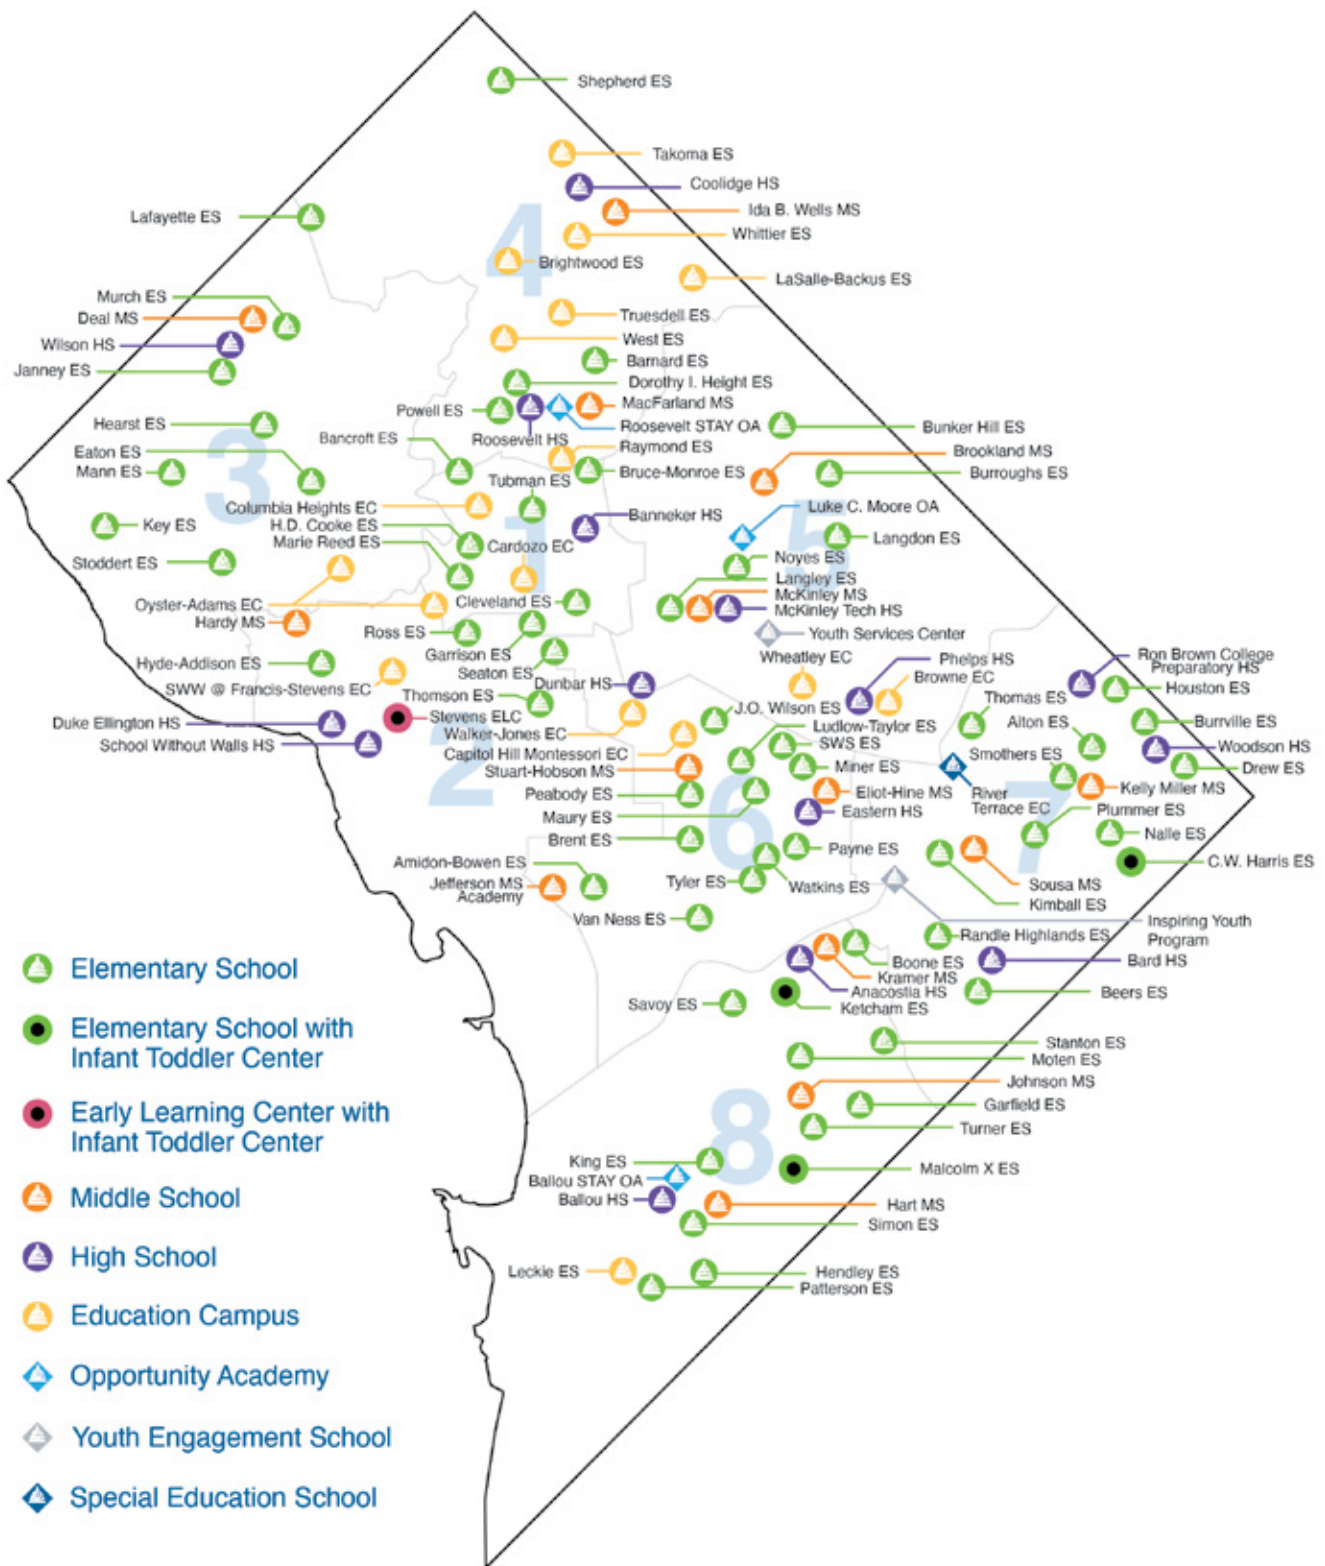 Shepherd ES
Takoma ES
Coolidge HS
Ida B. Wells MS
Lafayette ES
Whittier ES
4
Brightwood ES
LaSalle-Backus ES
Murch ES
Deal MS
Truesdell ES
Wilson HS
West ES
Barnard ES
Janney ES
Dorothy I. Height ES
MacFarland MS
Powell ES
Hearst ES
Roosevelt STAY OA
Bunker Hill ES
Roosevelt HS
Bancroft ES
Raymond ES
Brookland MS
Eaton ES
3
Mann ES
Bruce-Monroe ES
Burroughs ES
Tubman ES
Columbia Heights EC
Luke C. Moore OA
Banneker HS
Key ES
H.D. Cooke ES
1
5
Langdon ES
Marie Reed ES
Cardozo EC
Stoddert ES
Noyes ES
Langley ES
McKinley MS
Oyster-Adams EC
Cleveland ES
McKinley Tech HS
Hardy MS
Ross ES
Youth Services Center
Garrison ES
Wheatley EC
Phelps HS
Ron Brown College
Preparatory HS
Hyde-Addison ES
Seaton ES
Browne EC
SWW @ Francis-Stevens EC
Dunbar HS
Houston ES
Thomson ES
Thomas ES
J.O. Wilson ES
Duke Ellington HS
Stevens ELC
Aiton ES
Burrville ES
Ludlow-Taylor ES
Walker-Jones EC
School Without Walls HS
SWS ES
Woodson HS
2
Capitol Hill Montessori EC
Smothers ES
Stuart-Hobson MS
Miner ES
Drew ES
Peabody ES
6
Eliot-Hine MS
River
Terrace EC
7
Kelly Miller MS
Maury ES
Eastern HS
Plummer ES
Brent ES
Nalle ES
Payne ES
Amidon-Bowen ES
C.W. Harris ES
Jefferson MS
Academy
Tyler ES
Watkins ES
Sousa MS
Kimball ES
Van Ness ES
Inspiring Youth
Program
Randle Highlands ES
Boone ES
Bard HS
Kramer MS
Anacostia HS
Beers ES
Savoy ES
Ketcham ES
Stanton ES
Moten ES
Johnson MS
Garfield ES
8
Turner ES
King ES
Malcolm X ES
Ballou STAY OA
Ballou HS
Hart MS
Simon ES
Leckie ES
Hendley ES
Patterson ES
Elementary School
Elementary School with
Infant Toddler Center
Early Learning Center with
Infant Toddler Center
Middle School
High School
Education Campus
Opportunity Academy
Youth Engagement School
Special Education School